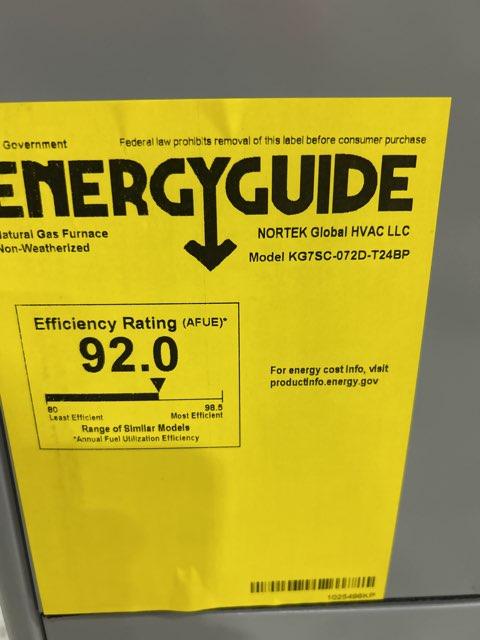 Government Federal law prohibits removal of this label before consumer purchase
ENERGYGUIDE
Natural Gas Furnace
Non-Weatherized
NORTEK Global HVAC LLC
Model KG7SC-072D-T24BP
Efficiency Rating (AFUE)*
92.0
80 98.5
Least Efficient Most Efficient
Range of Similar Models
*Annual Fuel Utilization Efficiency
For energy cost info, visit
productinfo.energy.gov
1025496KP